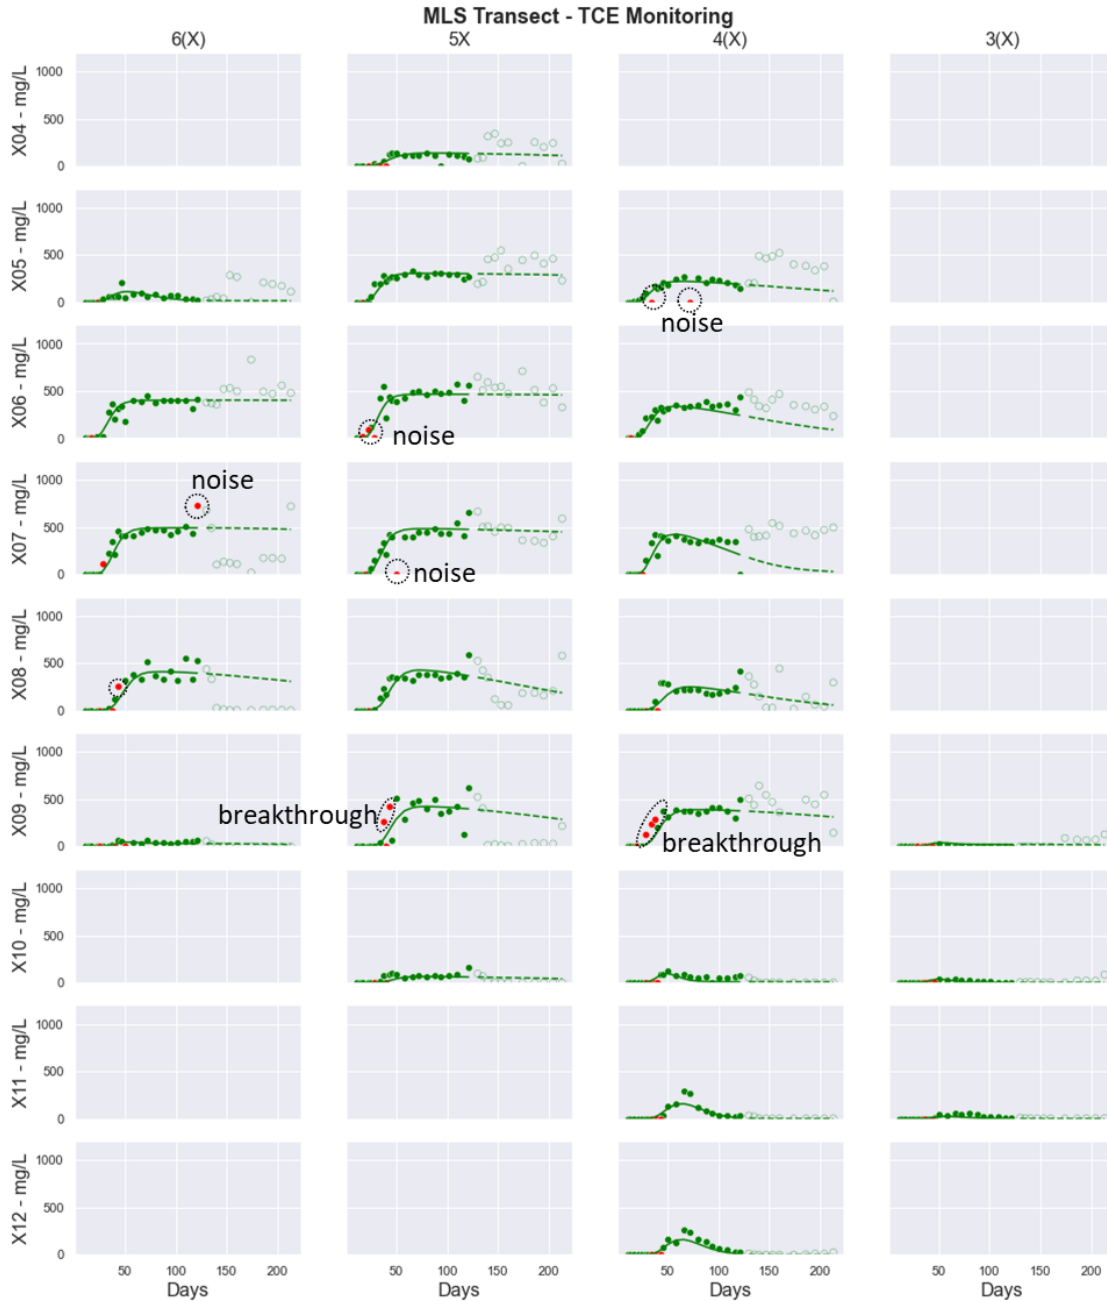 MLS Transect - TCE Monitoring
6(X) 5X 4(X) 3(X)
X04 - mg/L
1000
500
0
X05 - mg/L
1000
500
0
noise
X06 - mg/L
1000
500
0
noise
X07 - mg/L
1000
500
0
noise
noise
X08 - mg/L
1000
500
0
X09 - mg/L
1000
500
0
breakthrough
breakthrough
X10 - mg/L
1000
500
0
X11 - mg/L
1000
500
0
X12 - mg/L
1000
500
0
50 100 150 200 50 100 150 200 50 100 150 200 50 100 150 200
Days Days Days Days